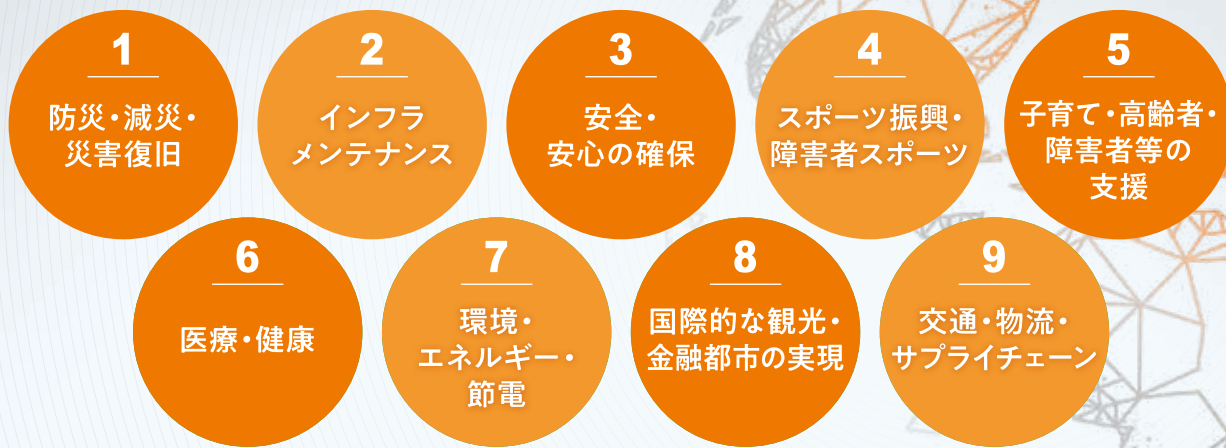 1
防災・減災・
災害復旧
2
インフラ
メンテナンス
3
安全・
安心の確保
4
スポーツ振興・
障害者スポーツ
5
子育て・高齢者・
障害者等の
支援
6
医療・健康
7
環境・
エネルギー・
節電
8
国際的な観光・
金融都市の実現
9
交通・物流・
サプライチェーン